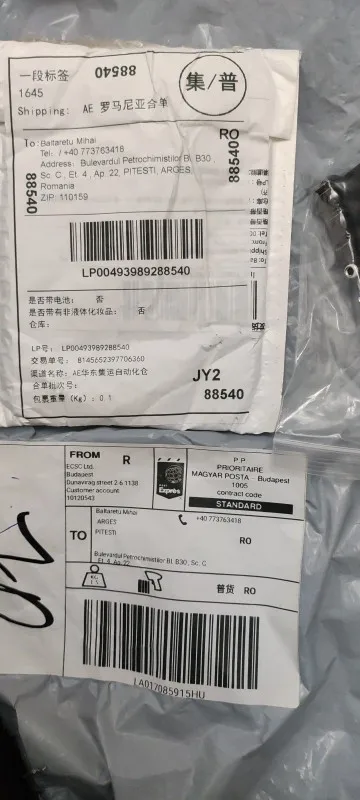 一段标签
88540
集/普
1645
Shipping: AE 罗马尼亚合单
RO
To: Baltaretu Mihai
Tel: / +40 773763418
Address: Bulevardul Petrochimistilor Bl. B30,
Sc. C, Et. 4, Ap. 22, PITESTI, ARGES,
Romania
ZIP: 110159
88540
88540
LP00493989288540
是否带电池: 否
是否带有非液体化妆品: 否
仓库:
LP号: LP00493989288540
交易单号: 8145652397706360
渠道名称: AE华东集运自动化仓
合单批次号:
包裹重量 (Kg): 0.1
JY2
88540
FROM R
ECSC Ltd.
Budapest
Dunavirag street 2-6 1138
Customer account
10120542
Expres
P P
PRIORITAIRE
MAGYAR POSTA - Budapest
1005
contract code
STANDARD
TO
Baltaretu Mihai
ARGES
PITESTI
+40 773763418
RO
Bulevardul Petrochimistilor Bl. B30, Sc. C,
Et. 4, Ap. 22
普货 RO
LA017085915HU